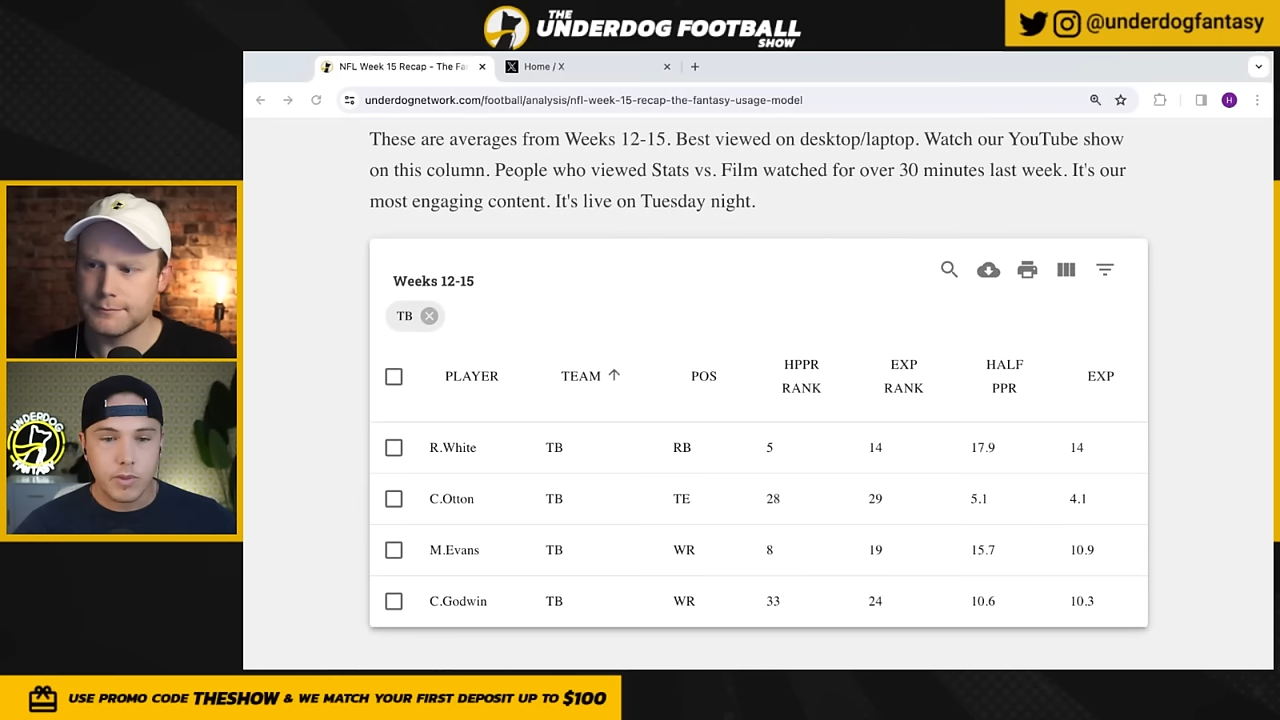 THE
UNDERDOG FOOTBALL
SHOW
@underdogfantasy
NFL Week 15 Recap - The Fa
Home / X
underdognetwork.com/football/analysis/nfl-week-15-recap-the-fantasy-usage-model
H
These are averages from Weeks 12-15. Best viewed on desktop/laptop. Watch our YouTube show
on this column. People who viewed Stats vs. Film watched for over 30 minutes last week. It's our
most engaging content. It's live on Tuesday night.
Weeks 12-15
TB
PLAYER TEAM POS HPPR RANK EXP RANK HALF PPR EXP
R.White TB RB 5 14 17.9 14
C.Otton TB TE 28 29 5.1 4.1
M.Evans TB WR 8 19 15.7 10.9
C.Godwin TB WR 33 24 10.6 10.3
UNDERDOG
FANTASY
USE PROMO CODE THESHOW & WE MATCH YOUR FIRST DEPOSIT UP TO $100